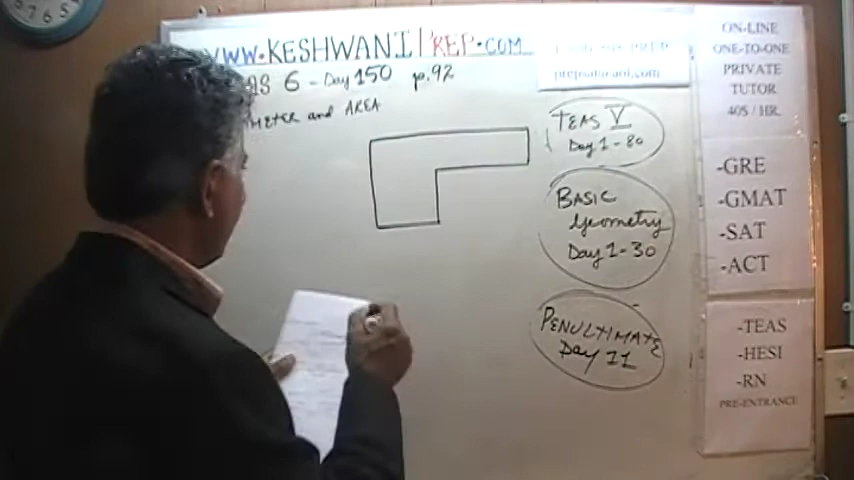 WWW.KESHWANIPREP.COM
6 - Day 150 p.92
and AREA
prepsaturani.com
TEAS V
Day 1-80
BASIC
Geometry
Day 1-30
PENULTIMATE
Day 11
ON-LINE
ONE-TO-ONE
PRIVATE
TUTOR
40$ / HR.
-GRE
-GMAT
-SAT
-ACT
-TEAS
-HESI
-RN
PRE-ENTRANCE